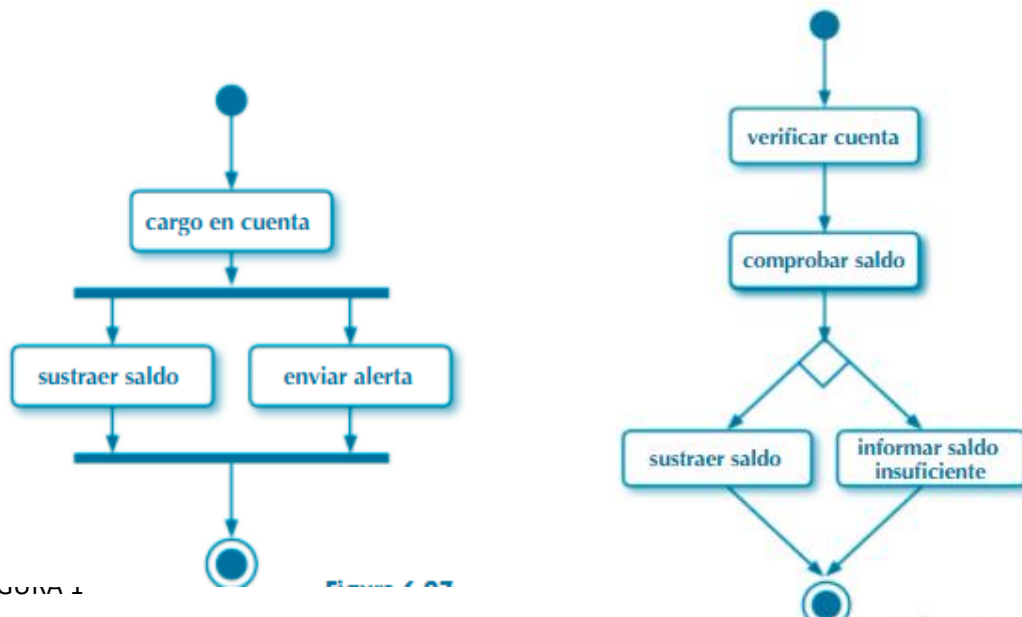 cargo en cuenta
sustraer saldo
enviar alerta
verificar cuenta
comprobar saldo
sustraer saldo
informar saldo
insuficiente